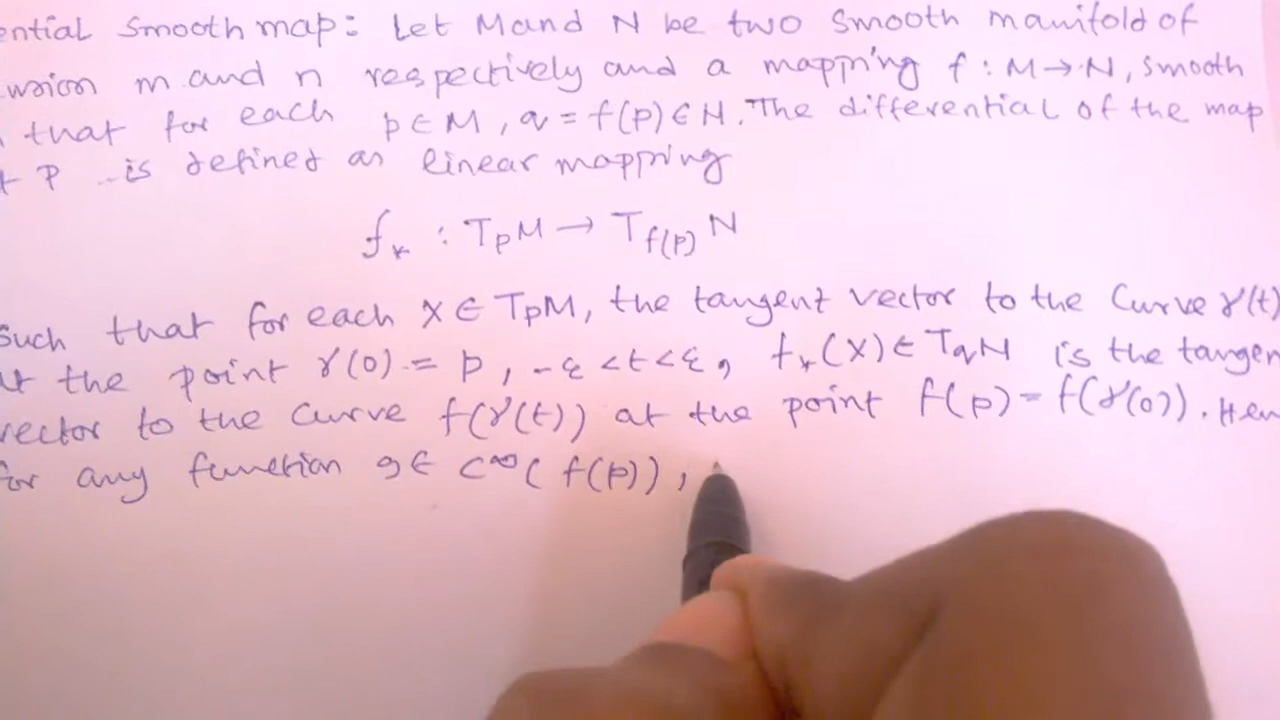 ential Smooth map: Let M and N be two smooth manifold of
ension m and n respectively and a mapping f : M → N, smooth
that for each p ∈ M, q = f(p) ∈ N. The differential of the map
t P is defined as linear mapping
f* : TpM → Tf(p) N
Such that for each X ∈ TpM, the tangent vector to the Curve γ(t)
at the point γ(0) = p, -ε < t < ε, f*(X) ∈ TqN is the tangen
vector to the curve f(γ(t)) at the point f(p) = f(γ(0)). Hen
for any function g ∈ C∞( f(p)),